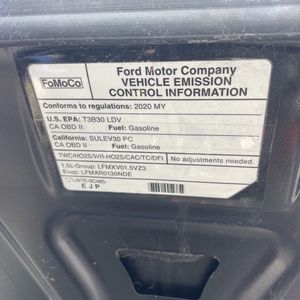 FoMoCo
Ford Motor Company
VEHICLE EMISSION
CONTROL INFORMATION
Conforms to regulations: 2020 MY
U.S. EPA: T3B30 LDV
CA OBD II Fuel: Gasoline
California: SULEV30 PC
CA OBD II Fuel: Gasoline
TWC/HO2S/WR-HO2S/CAC/TC/DFI
No adjustments needed.
1.5L-Group: LFMXV01.5VZ3
Evap: LFMXR0130NDE
EJP